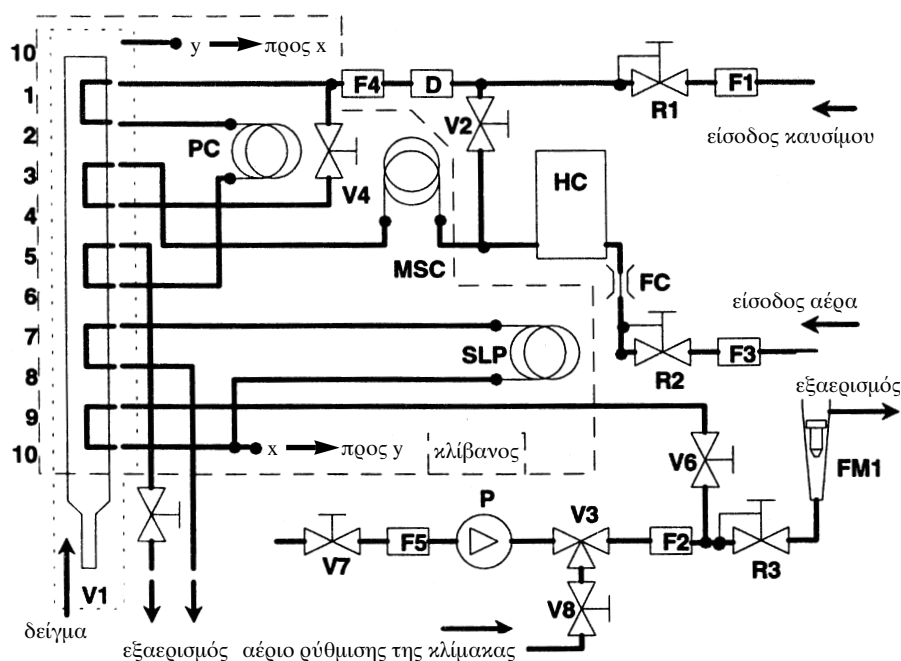 10
y προς x
1
F4
D
R1
F1
είσοδος καυσίμου
2
PC
V4
V2
3
4
MSC
HC
5
6
FC
είσοδος αέρα
7
SLP
R2
F3
8
εξαερισμός
9
10
x προς y
κλίβανος
V6
FM1
P
V3
V7
F5
F2
R3
V1
V8
δείγμα
εξαερισμός
αέριο ρύθμισης της κλίμακας